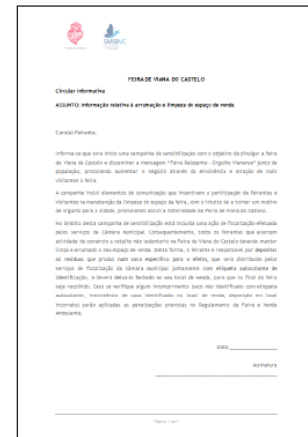 SMSBVC
FEIRA DE VIANA DO CASTELO
Circular Informativa
ASSUNTO: Informação relativa à arrumação e limpeza do espaço de venda
Caro(a) Feirante,
Informa-se que terá início uma campanha de sensibilização com o objetivo de divulgar a feira
de Viana do Castelo e disseminar a mensagem "Feira Relojoada - Orgulho Vianense" junto da
população, procurando aumentar o negócio através da envolvência e atração de mais
visitantes à feira.
A campanha inclui elementos de comunicação que incentivam a participação de feirantes e
visitantes na manutenção da limpeza do espaço da feira, com o intuito de a tornar um motivo
de orgulho para a cidade, promovendo assim a notoriedade da Feira de Viana do Castelo.
No âmbito desta campanha de sensibilização está incluída uma ação de fiscalização efetuada
pelos serviços da Câmara Municipal. Consequentemente, todos os feirantes que exerçam
atividade de comércio a retalho não sedentário na Feira de Viana do Castelo deverão manter
limpo e arrumado o seu espaço de venda. Desta forma, o feirante é responsável por depositar
os resíduos que produz num saco específico para o efeito, que será distribuído pelos
serviços de fiscalização da câmara municipal juntamente com etiqueta autocolante de
identificação, e deverá deixá-lo fechado no seu local de venda, para que no final da feira
seja recolhido. Caso se verifique algum incumprimento (saco não identificado com etiqueta
autocolante, inexistência de saco identificado no local de venda, deposição em local
incorreto) serão aplicadas as penalizações previstas no Regulamento da Feira e Venda
Ambulante.
Data:
Assinatura
Página 1 de 1